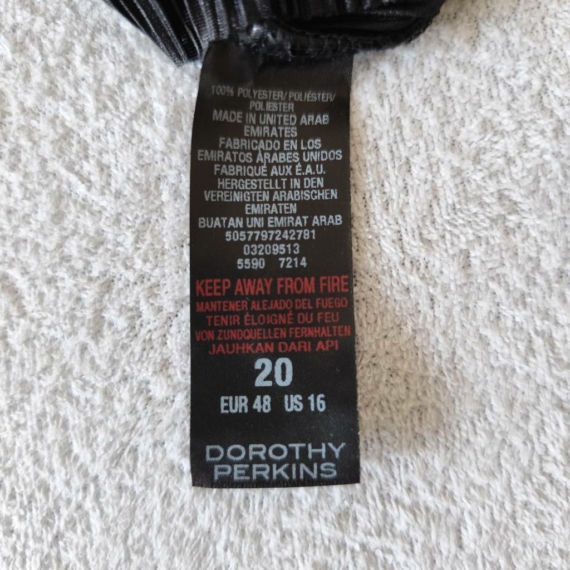 100% POLYESTER/POLIÉSTER/
POLIESTER
MADE IN UNITED ARAB
EMIRATES
FABRICADO EN LOS
EMIRATOS ÁRABES UNIDOS
FABRIQUÉ AUX É.A.U.
HERGESTELLT IN DEN
VEREINIGTEN ARABISCHEN
EMIRATEN
BUATAN UNI EMIRAT ARAB
5057797242781
03209513
5590 7214
KEEP AWAY FROM FIRE
MANTENER ALEJADO DEL FUEGO
TENIR ÉLOIGNÉ DU FEU
VON ZÜNDQUELLEN FERNHALTEN
JAUHKAN DARI API
20
EUR 48 US 16
DOROTHY
PERKINS